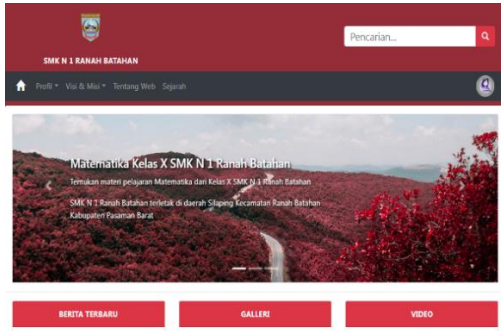 Pencarian...
SMK N 1 RANAH BATAHAN
Profil Visi & Misi Tentang Web Sejarah
Matematika Kelas X SMK N 1 Ranah Batahan
Temukan materi pelajaran Matematika dari Kelas X SMK N 1 Ranah Batahan
SMK N 1 Ranah Batahan terletak di daerah Silaping Kecamatan Ranah Batahan
Kabupaten Pasaman Barat
BERITA TERBARU GALLERI VIDEO